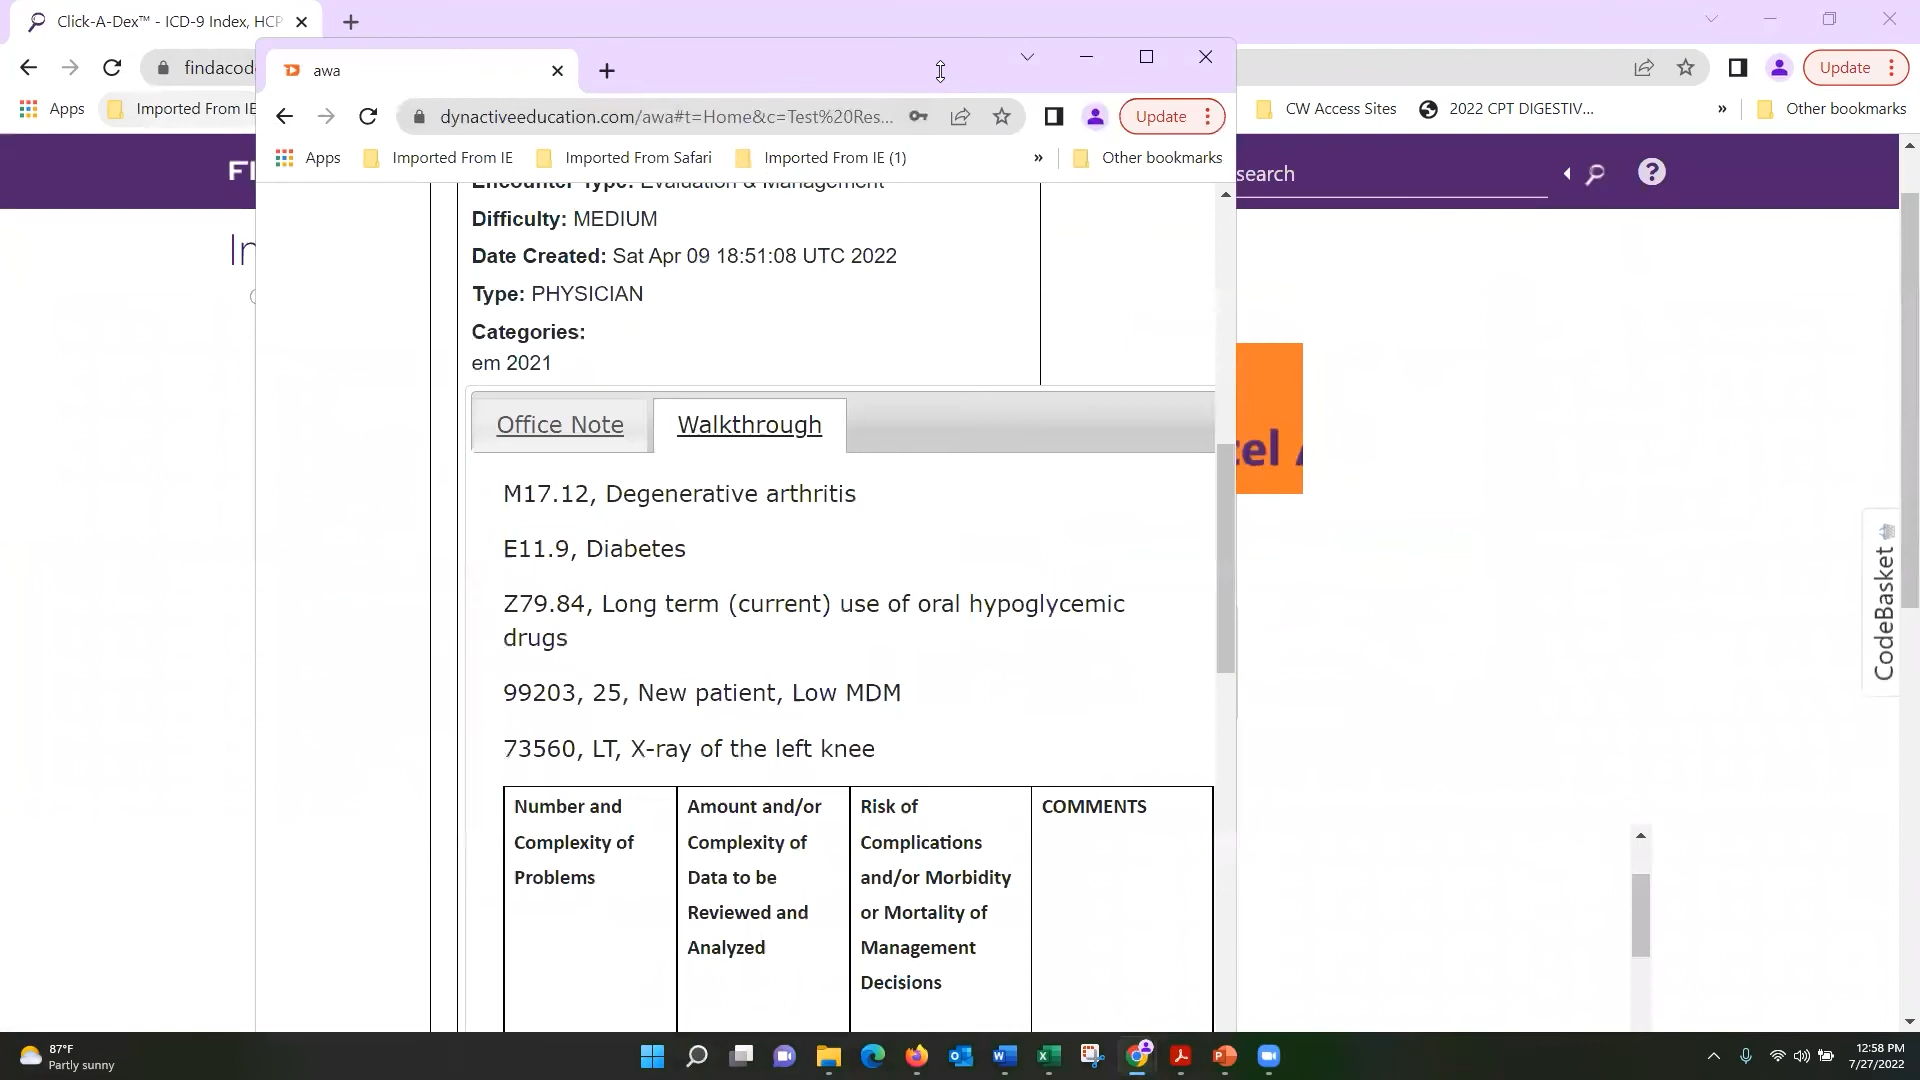 Click-A-Dex™ - ICD-9 Index, HCP
awa
findacod
dynactiveeducation.com/awa#t=Home&c=Test%20Res...
Update
Update
Apps
Imported From IE
CW Access Sites
2022 CPT DIGESTIV...
»
Other bookmarks
Apps
Imported From IE
Imported From Safari
Imported From IE (1)
»
Other bookmarks
FI
search
In
Encounter Type: Evaluation & Management
Difficulty: MEDIUM
Date Created: Sat Apr 09 18:51:08 UTC 2022
Type: PHYSICIAN
Categories:
em 2021
Office Note
Walkthrough
M17.12, Degenerative arthritis
E11.9, Diabetes
Z79.84, Long term (current) use of oral hypoglycemic
drugs
99203, 25, New patient, Low MDM
73560, LT, X-ray of the left knee
Number and
Complexity of
Problems
Amount and/or
Complexity of
Data to be
Reviewed and
Analyzed
Risk of
Complications
and/or Morbidity
or Mortality of
Management
Decisions
COMMENTS
CodeBasket
87°F
Partly sunny
12:58 PM
7/27/2022